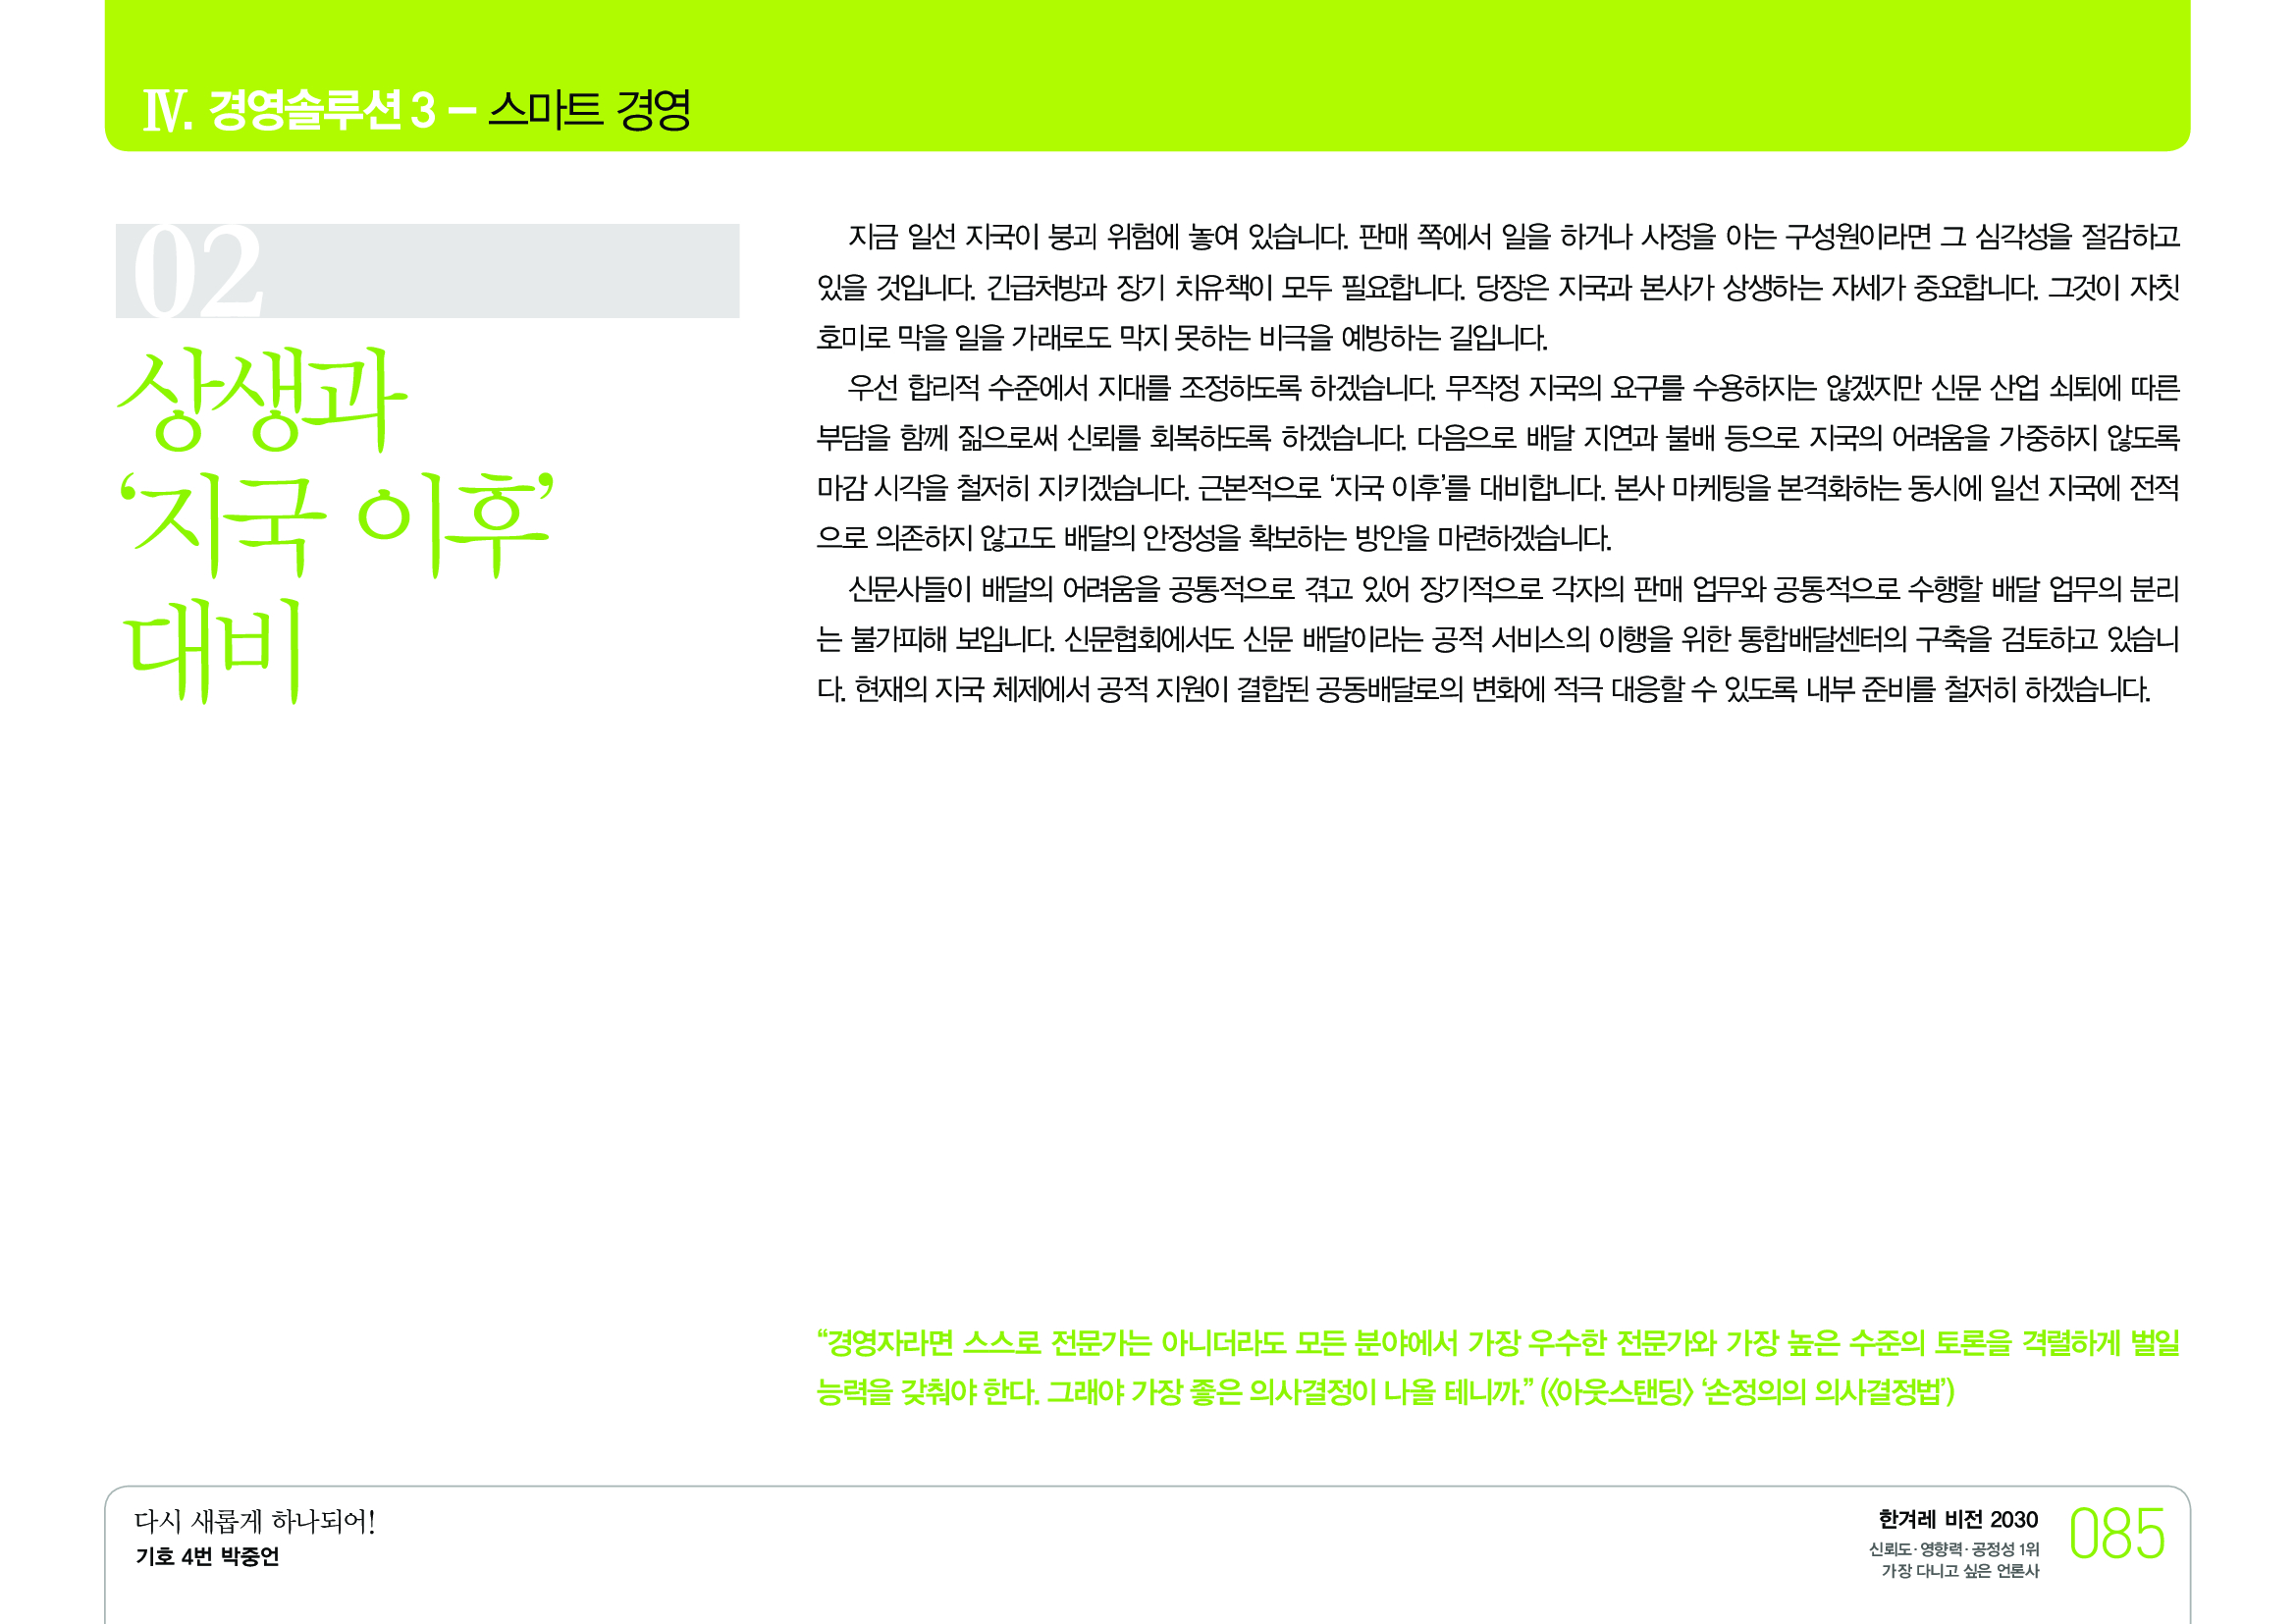 Ⅳ. 경영솔루션 3 – 스마트 경영
02
상생과
‘지국 이후’
대비
지금 일선 지국이 붕괴 위험에 놓여 있습니다. 판매 쪽에서 일을 하거나 사정을 아는 구성원이라면 그 심각성을 절감하고
있을 것입니다. 긴급처방과 장기 치유책이 모두 필요합니다. 당장은 지국과 본사가 상생하는 자세가 중요합니다. 그것이 자칫
호미로 막을 일을 가래로도 막지 못하는 비극을 예방하는 길입니다.
우선 합리적 수준에서 지대를 조정하도록 하겠습니다. 무작정 지국의 요구를 수용하지는 않겠지만 신문 산업 쇠퇴에 따른
부담을 함께 짊으로써 신뢰를 회복하도록 하겠습니다. 다음으로 배달 지연과 불배 등으로 지국의 어려움을 가중하지 않도록
마감 시각을 철저히 지키겠습니다. 근본적으로 ‘지국 이후’를 대비합니다. 본사 마케팅을 본격화하는 동시에 일선 지국에 전적
으로 의존하지 않고도 배달의 안정성을 확보하는 방안을 마련하겠습니다.
신문사들이 배달의 어려움을 공통적으로 겪고 있어 장기적으로 각자의 판매 업무와 공통적으로 수행할 배달 업무의 분리
는 불가피해 보입니다. 신문협회에서도 신문 배달이라는 공적 서비스의 이행을 위한 통합배달센터의 구축을 검토하고 있습니
다. 현재의 지국 체제에서 공적 지원이 결합된 공동배달로의 변화에 적극 대응할 수 있도록 내부 준비를 철저히 하겠습니다.
“경영자라면 스스로 전문가는 아니더라도 모든 분야에서 가장 우수한 전문가와 가장 높은 수준의 토론을 격렬하게 벌일
능력을 갖춰야 한다. 그래야 가장 좋은 의사결정이 나올 테니까.” (〈아웃스탠딩〉 ‘손정의의 의사결정법’)
다시 새롭게 하나되어!
기호 4번 박중언
한겨레 비전 2030
신뢰도·영향력·공정성 1위
가장 다니고 싶은 언론사
085